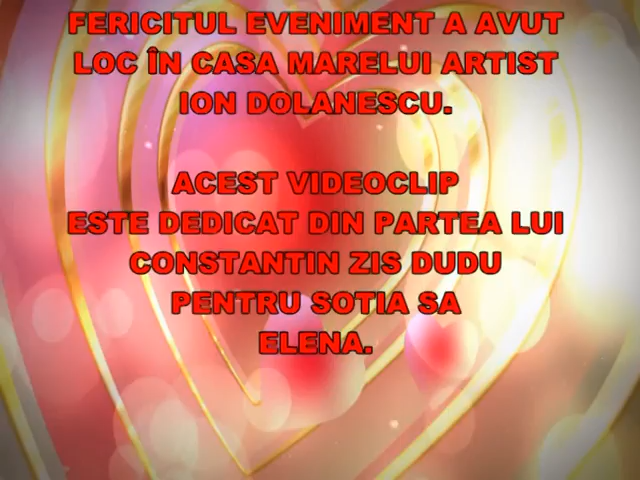 FERICITUL EVENIMENT A AVUT
LOC ÎN CASA MARELUI ARTIST
ION DOLANESCU.
ACEST VIDEOCLIP
ESTE DEDICAT DIN PARTEA LUI
CONSTANTIN ZIS DUDU
PENTRU SOTIA SA
ELENA.